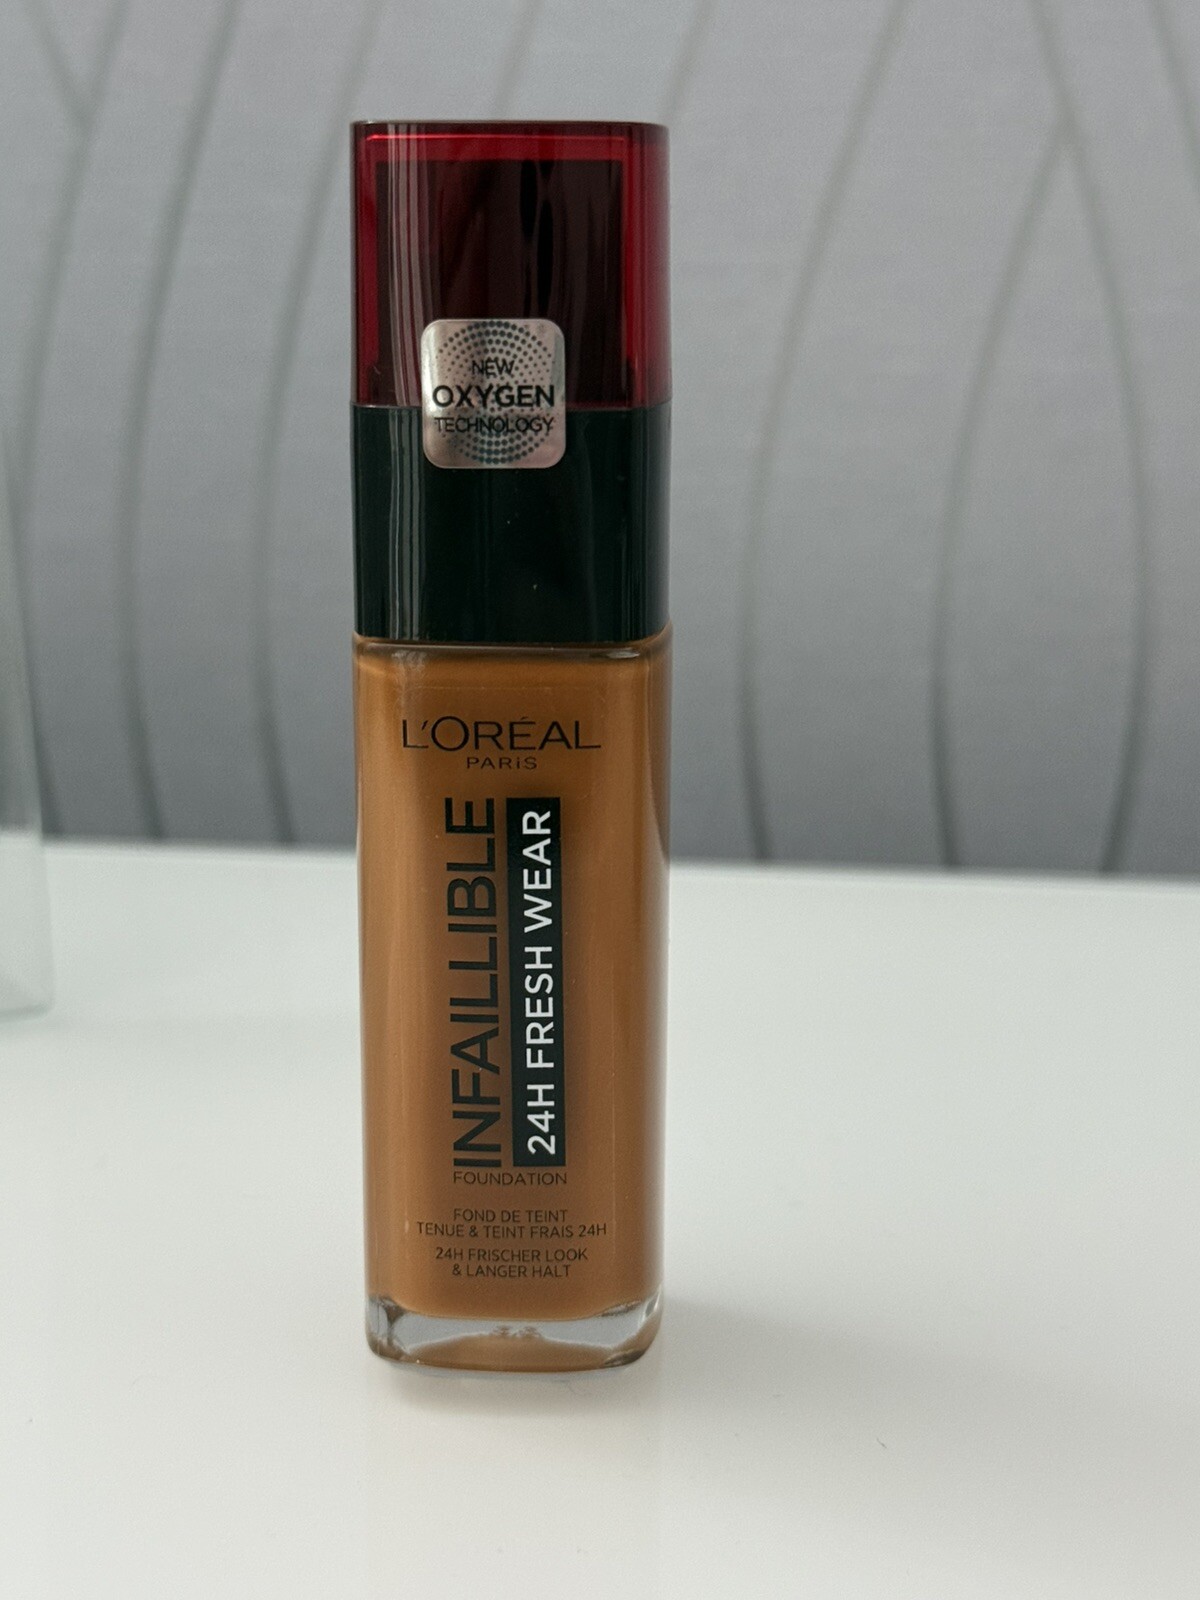 NEW
OXYGEN
TECHNOLOGY
L'ORÉAL
PARIS
INFAILLIBLE
24H FRESH WEAR
FOUNDATION
FOND DE TEINT
TENUE & TEINT FRAIS 24H
24H FRISCHER LOOK
& LANGER HALT